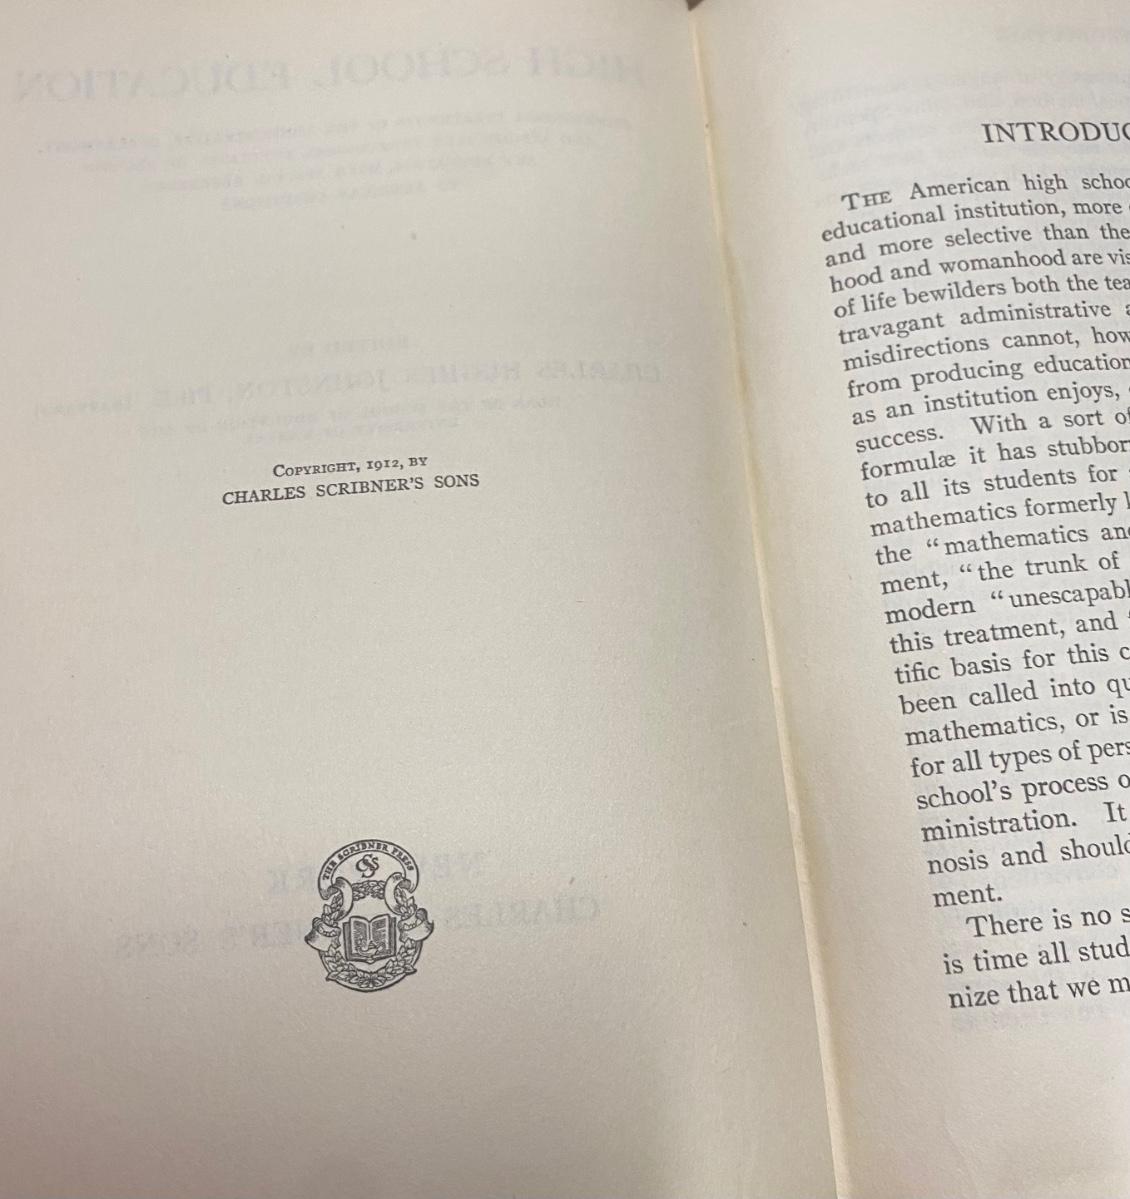 COPYRIGHT, 1912, BY
CHARLES SCRIBNER'S SONS
THE SCRIBNER PRESS
CSS
INTRODUC
THE American high schoo
educational institution, more
and more selective than the
hood and womanhood are vis
of life bewilders both the tea
travagant administrative a
misdirections cannot, how
from producing education
as an institution enjoys,
success. With a sort of
formulæ it has stubbor
to all its students for
mathematics formerly
the “mathematics and
ment, “the trunk of
modern “unescapabl
this treatment, and
tific basis for this c
been called into qu
mathematics, or is
for all types of pers
school's process o
ministration. It
nosis and should
ment.
There is no s
is time all stud
nize that we m